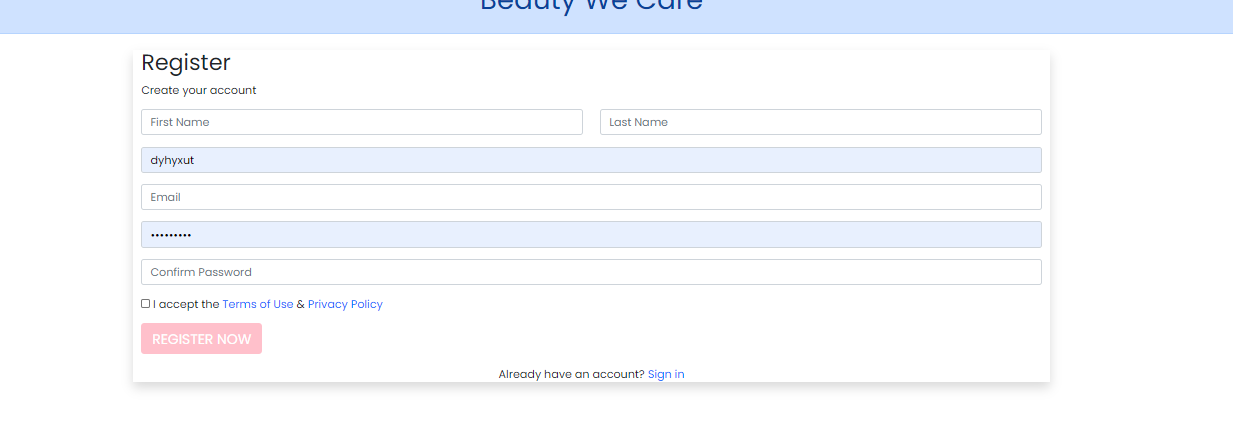 Beauty We Care
Register
Create your account
First Name Last Name
dyhyxut
Email
•••••••••
Confirm Password
I accept the Terms of Use & Privacy Policy
REGISTER NOW
Already have an account? Sign in